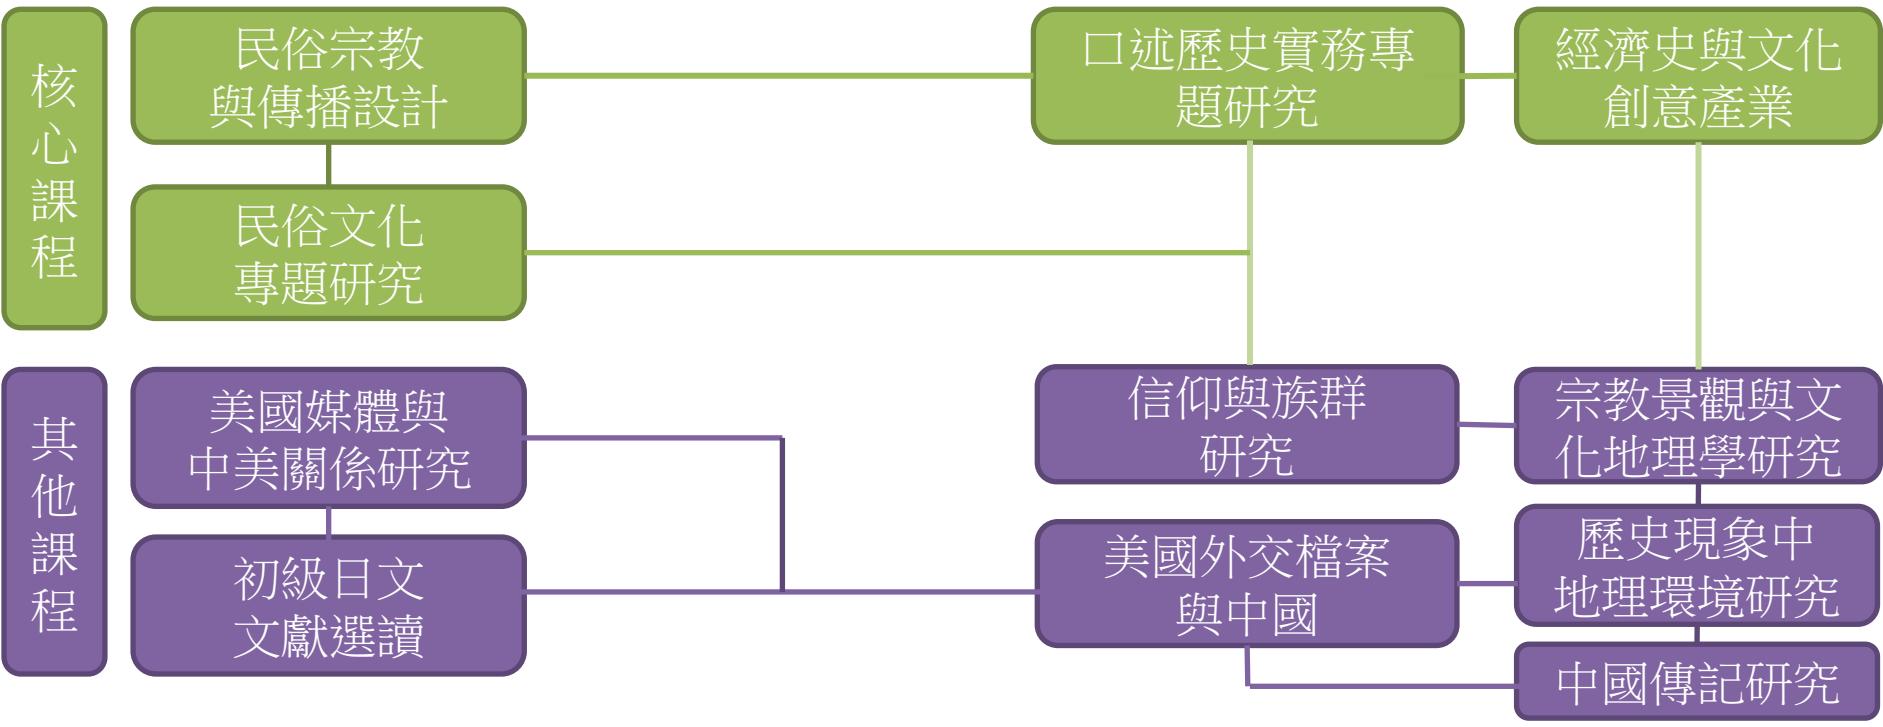 核
心
課
程
民俗宗教
與傳播設計
口述歷史實務專
題研究
經濟史與文化
創意產業
民俗文化
專題研究
其
他
課
程
美國媒體與
中美關係研究
信仰與族群
研究
宗教景觀與文
化地理學研究
初級日文
文獻選讀
美國外交檔案
與中國
歷史現象中
地理環境研究
中國傳記研究